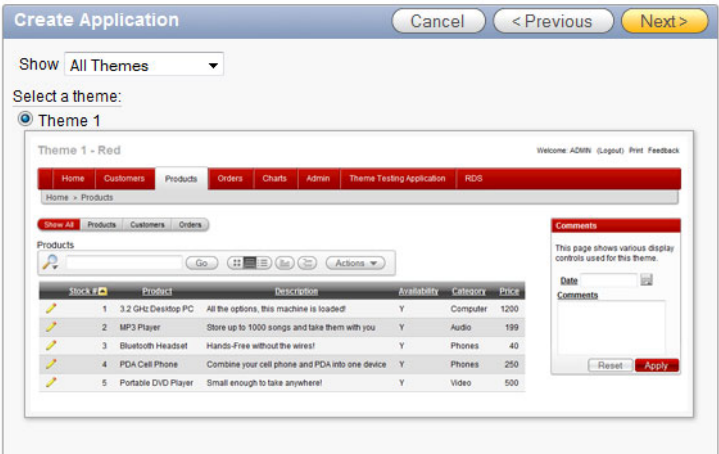 Create Application Cancel < Previous Next >
Show All Themes
Select a theme:
Theme 1
Theme 1 - Red Welcome: ADMIN (Logout) Print Feedback
Home Customers Products Orders Charts Admin Theme Testing Application RDS
Home > Products
Show All Products Customers Orders
Comments
Products
This page shows various display
controls used for this theme.
Go Actions
Date
Comments
Stock # Product Description Availability Category Price
1 3.2 GHz Desktop PC All the options, this machine is loaded! Y Computer 1200
2 MP3 Player Store up to 1000 songs and take them with you Y Audio 199
3 Bluetooth Headset Hands-Free without the wires! Y Phones 40
4 PDA Cell Phone Combine your cell phone and PDA into one device Y Phones 250
Reset Apply
5 Portable DVD Player Small enough to take anywhere! Y Video 500